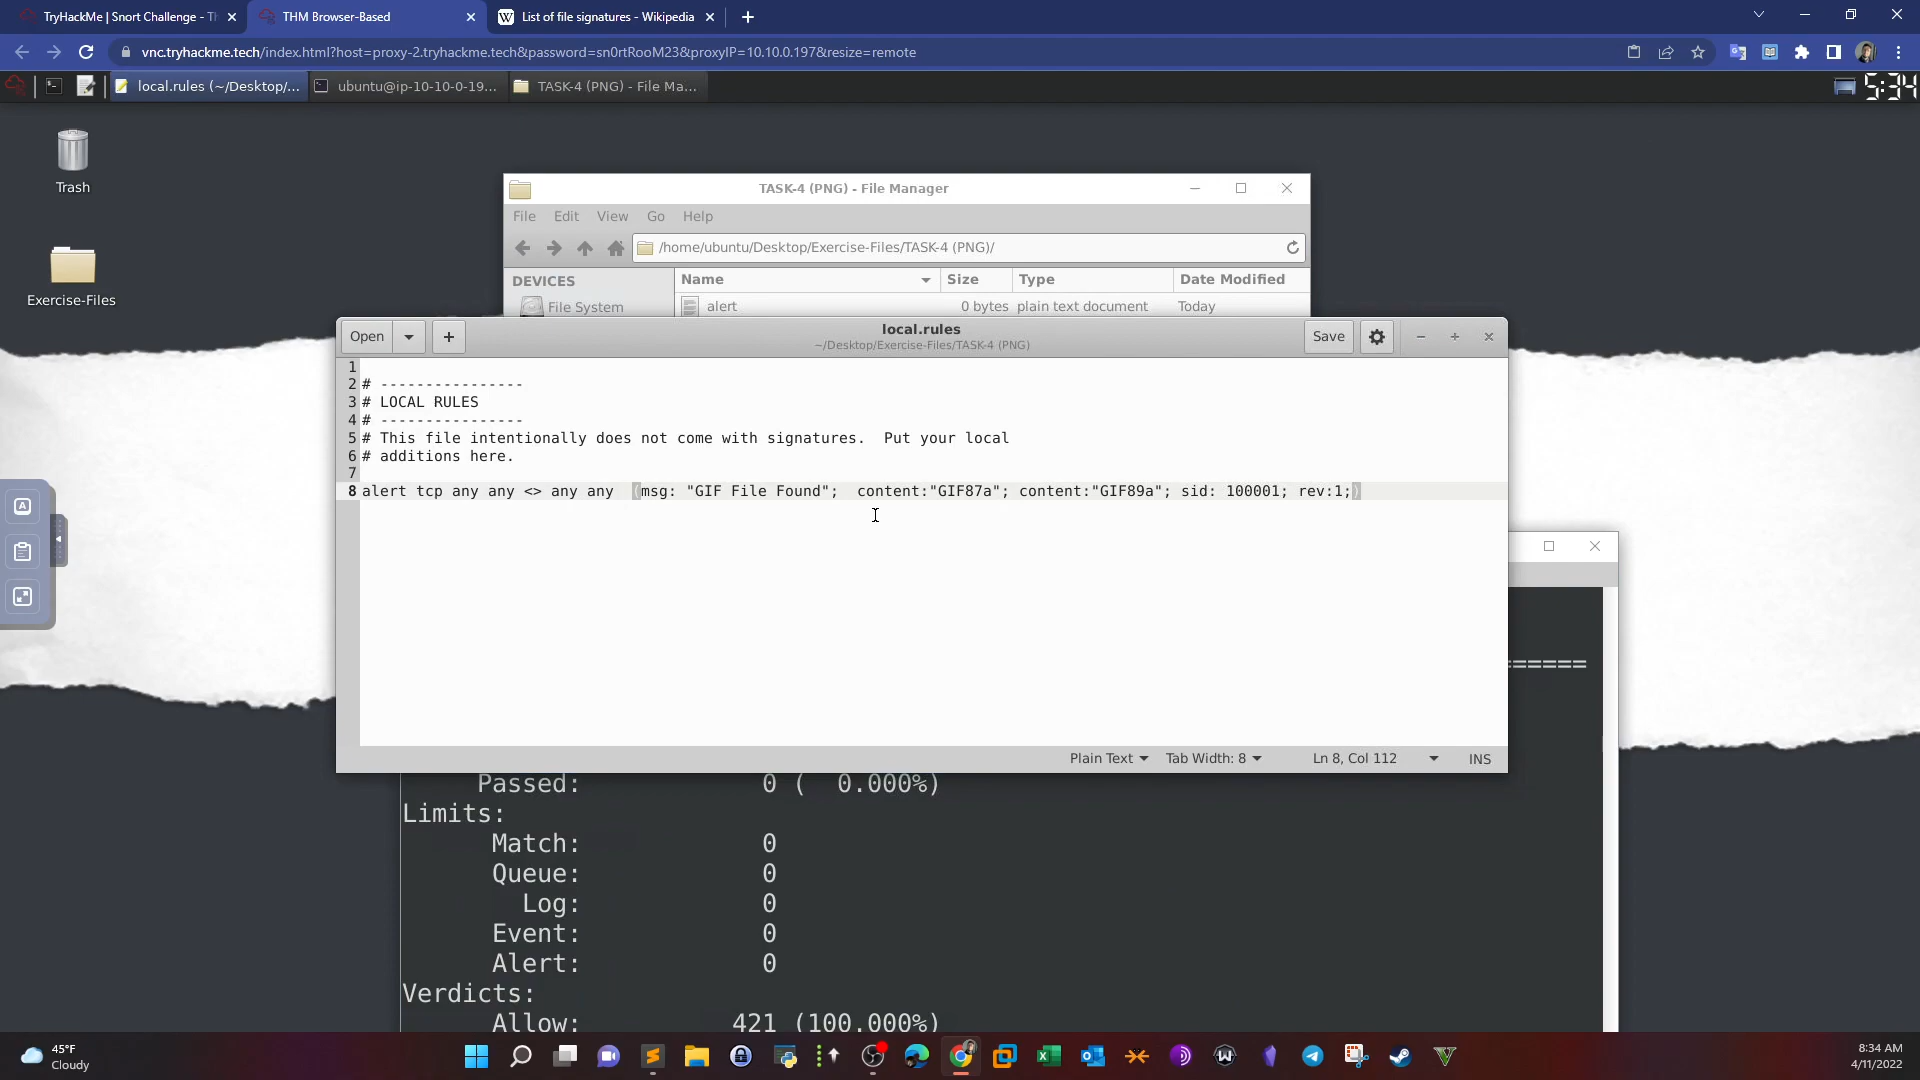 TryHackMe | Snort Challenge - Th
THM Browser-Based
W List of file signatures - Wikipedia
vnc.tryhackme.tech/index.html?host=proxy-2.tryhackme.tech&password=sn0rtRooM23&proxyIP=10.10.0.197&resize=remote
local.rules (~/Desktop/...
ubuntu@ip-10-10-0-19...
TASK-4 (PNG) - File Ma...
5:34
Trash
Exercise-Files
TASK-4 (PNG) - File Manager
File Edit View Go Help
/home/ubuntu/Desktop/Exercise-Files/TASK-4 (PNG)/
DEVICES
File System
Name Size Type Date Modified
alert 0 bytes plain text document Today
Open
local.rules
~/Desktop/Exercise-Files/TASK-4 (PNG)
Save
1
2 # ----------------
3 # LOCAL RULES
4 # ----------------
5 # This file intentionally does not come with signatures.  Put your local
6 # additions here.
7
8 alert tcp any any <> any any  (msg: "GIF File Found";  content:"GIF87a"; content:"GIF89a"; sid: 100001; rev:1;)
Plain Text Tab Width: 8 Ln 8, Col 112 INS
======
Passed: 0 (  0.000%)
Limits:
Match: 0
Queue: 0
Log: 0
Event: 0
Alert: 0
Verdicts:
Allow: 421 (100.000%)
45°F
Cloudy
8:34 AM
4/11/2022